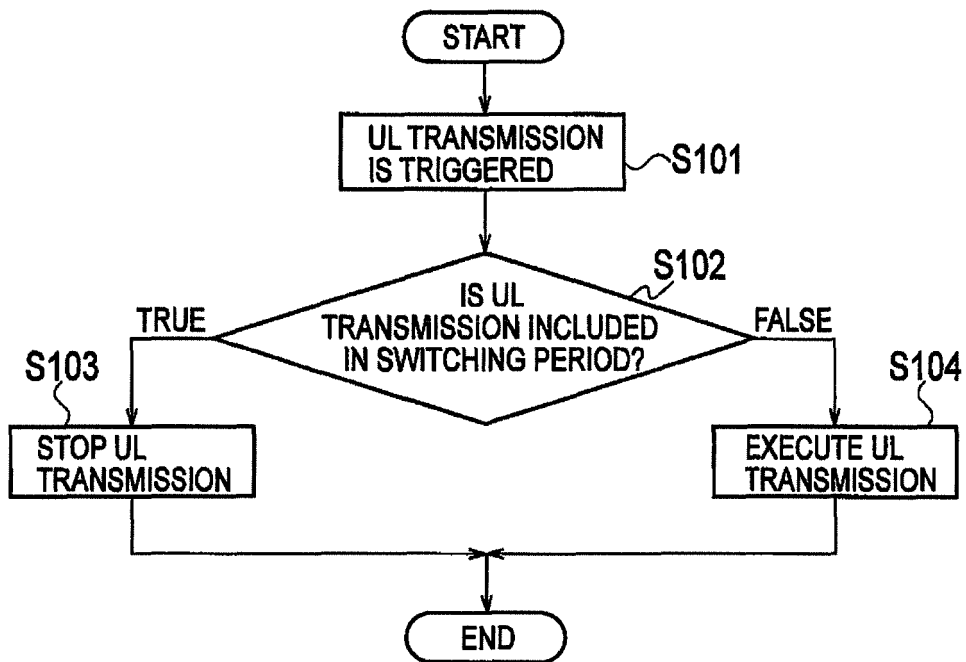 START
UL TRANSMISSION
IS TRIGGERED
S101
S102
IS UL
TRANSMISSION INCLUDED
IN SWITCHING PERIOD?
TRUE
FALSE
S103
STOP UL
TRANSMISSION
S104
EXECUTE UL
TRANSMISSION
END